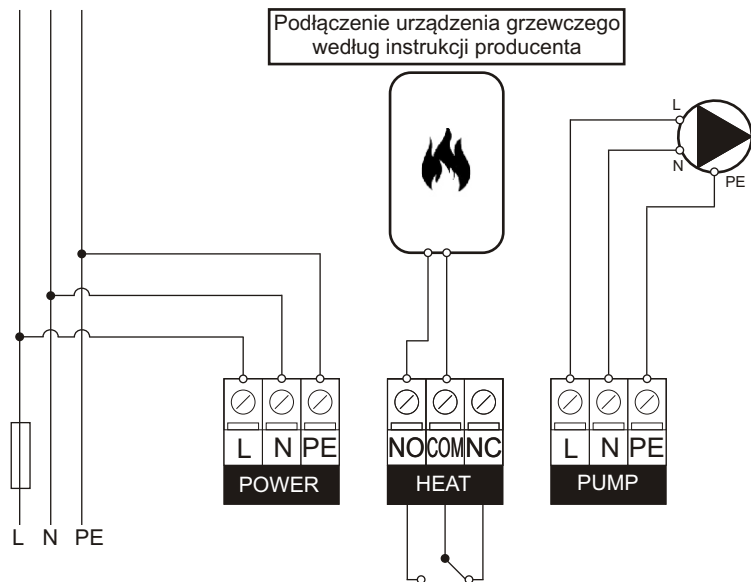 Podłączenie urządzenia grzewczego
według instrukcji producenta
L
N
PE
L N PE
POWER
NO COM NC
HEAT
L N PE
PUMP
L N PE